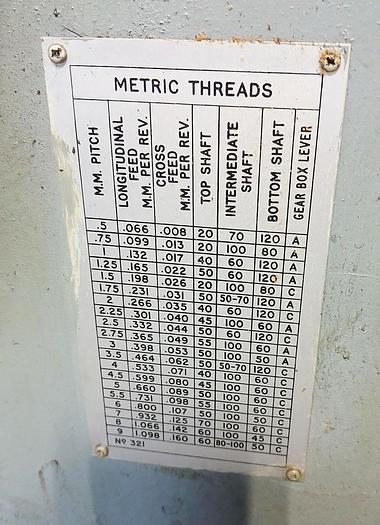 METRIC THREADS
M.M. PITCH LONGITUDINAL FEED M.M. PER REV. CROSS FEED M.M. PER REV. TOP SHAFT INTERMEDIATE SHAFT BOTTOM SHAFT GEAR BOX LEVER
.5 .066 .008 20 70 120 A
.75 .099 .013 20 100 80 A
1 .132 .017 40 60 120 A
1.25 .165 .022 50 60 120 A
1.5 .198 .026 20 100 80 C
1.75 .231 .031 50 50-70 120 A
2 .266 .035 40 60 120 C
2.25 .301 .040 45 100 60 A
2.5 .332 .044 50 60 120 C
2.75 .365 .049 55 100 60 A
3 .398 .053 50 100 50 A
3.5 .464 .062 50 50-70 120 C
4 .533 .071 40 100 60 C
4.5 .599 .080 45 100 60 C
5 .660 .089 50 100 60 C
5.5 .731 .098 55 100 60 C
6 .800 .107 50 100 50 C
7 .932 .125 70 100 60 C
8 1.066 .142 60 100 45 C
9 1.098 .160 60 80-100 50 C
Nº 321